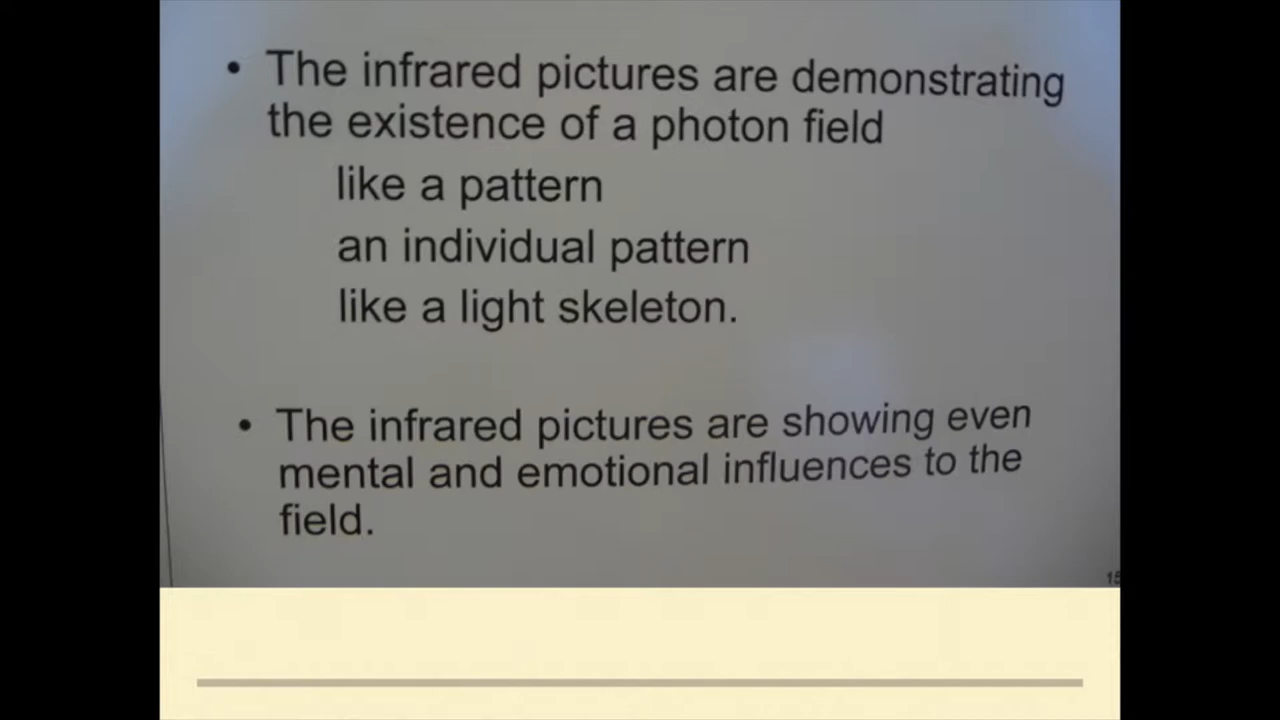 • The infrared pictures are demonstrating
the existence of a photon field
like a pattern
an individual pattern
like a light skeleton.
• The infrared pictures are showing even
mental and emotional influences to the
field.
15